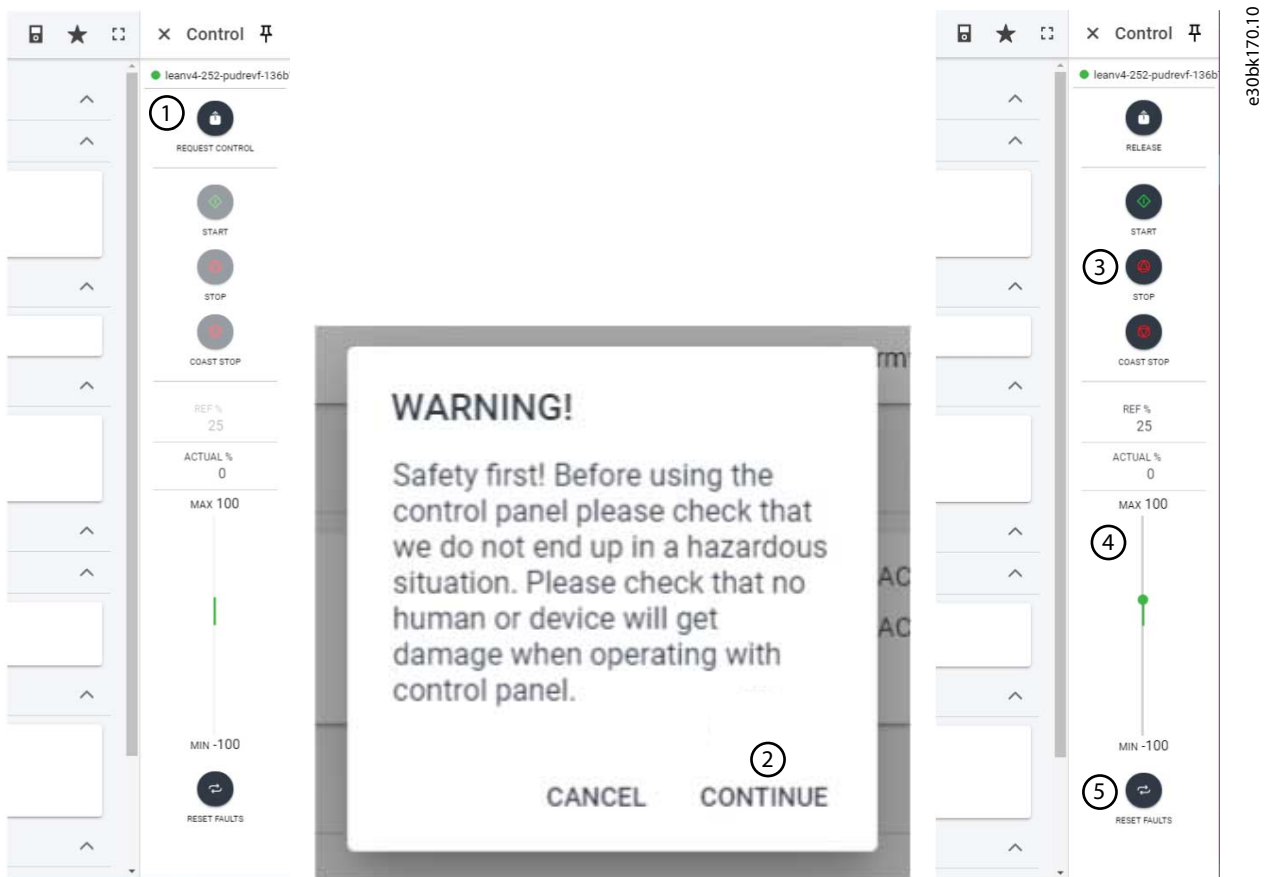 Control
leanv4-252-pudrevf-136b
1
REQUEST CONTROL
START
STOP
COAST STOP
REF %
25
ACTUAL %
0
MAX 100
MIN -100
RESET FAULTS
WARNING!
Safety first! Before using the
control panel please check that
we do not end up in a hazardous
situation. Please check that no
human or device will get
damage when operating with
control panel.
2
CANCEL CONTINUE
AC
AC
Control
leanv4-252-pudrevf-136b
RELEASE
START
3
STOP
COAST STOP
REF %
25
ACTUAL %
0
MAX 100
4
MIN -100
5
RESET FAULTS
e30bk170.10